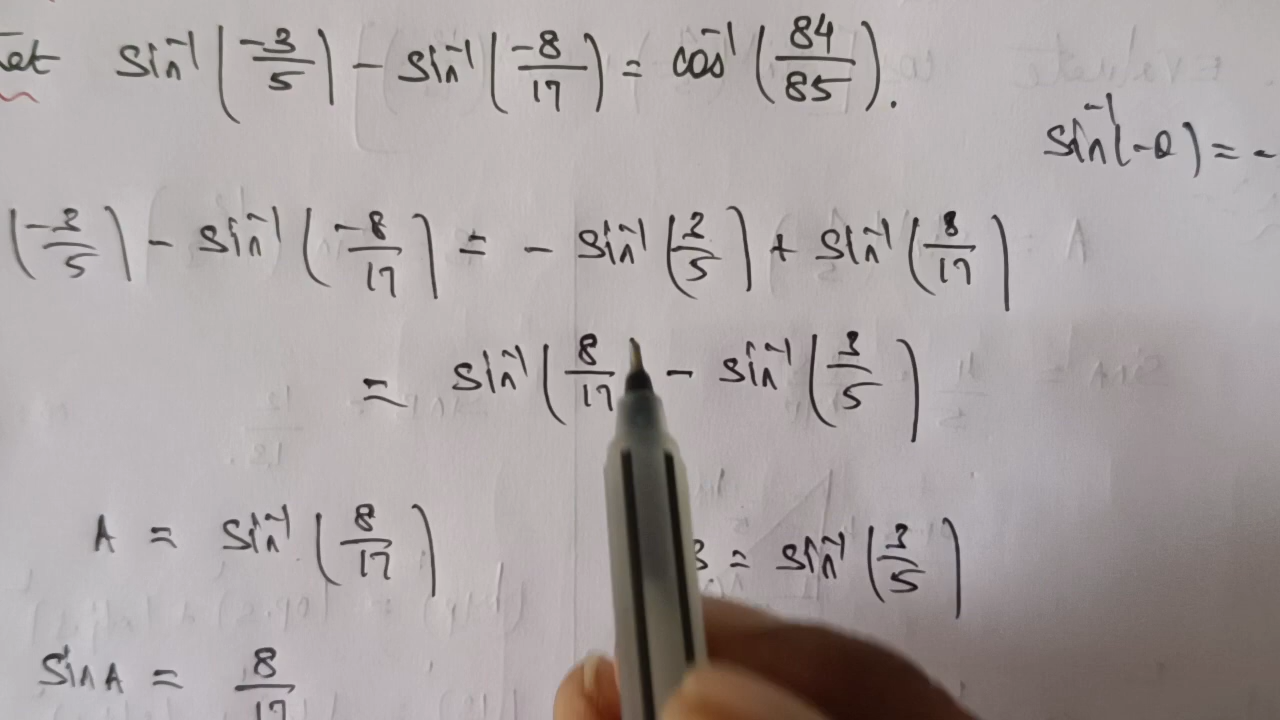 sin⁻¹(-3/5) - sin⁻¹(-8/17) = cos⁻¹(84/85).
sin⁻¹(-θ) = -
(-3/5) - sin⁻¹(-8/17) = - sin⁻¹(3/5) + sin⁻¹(8/17)
= sin⁻¹(8/17 - sin⁻¹(3/5)
A = sin⁻¹(8/17)
B = sin⁻¹(3/5)
sinA = 8/17